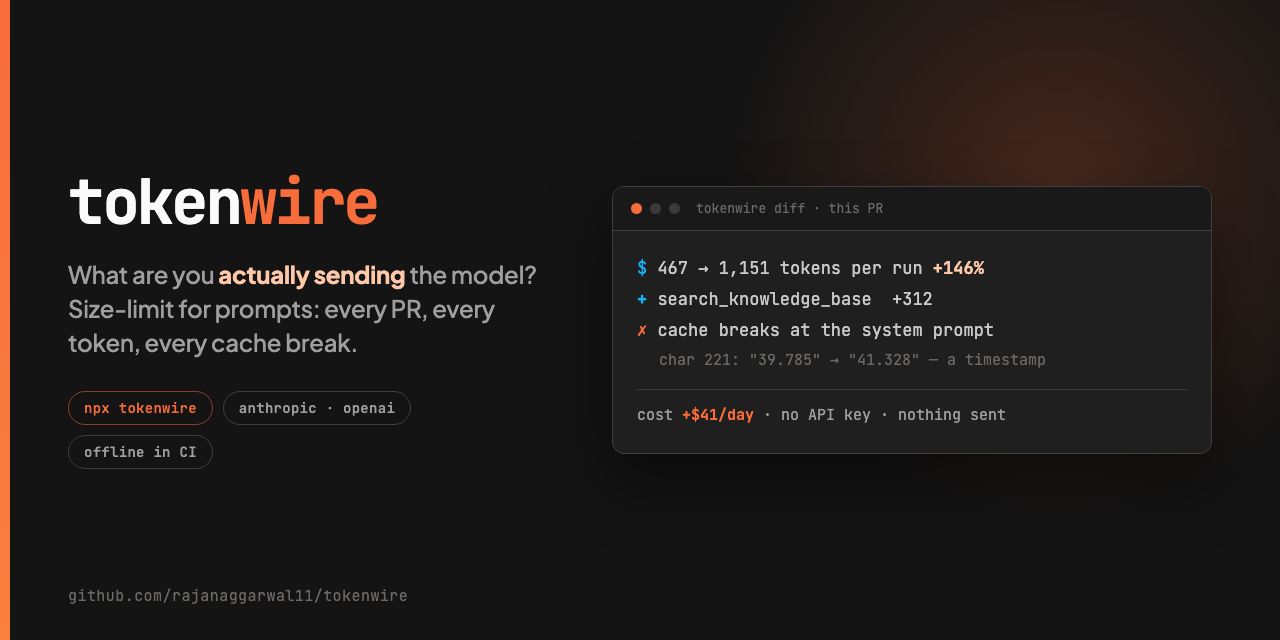 tokenwire
What are you actually sending the model?
Size-limit for prompts: every PR, every
token, every cache break.
npx tokenwire
anthropic · openai
offline in CI
github.com/rajanaggarwal11/tokenwire
tokenwire diff · this PR
$ 467 → 1,151 tokens per run +146%
+ search_knowledge_base +312
✗ cache breaks at the system prompt
char 221: "39.785" → "41.328" — a timestamp
cost +$41/day · no API key · nothing sent